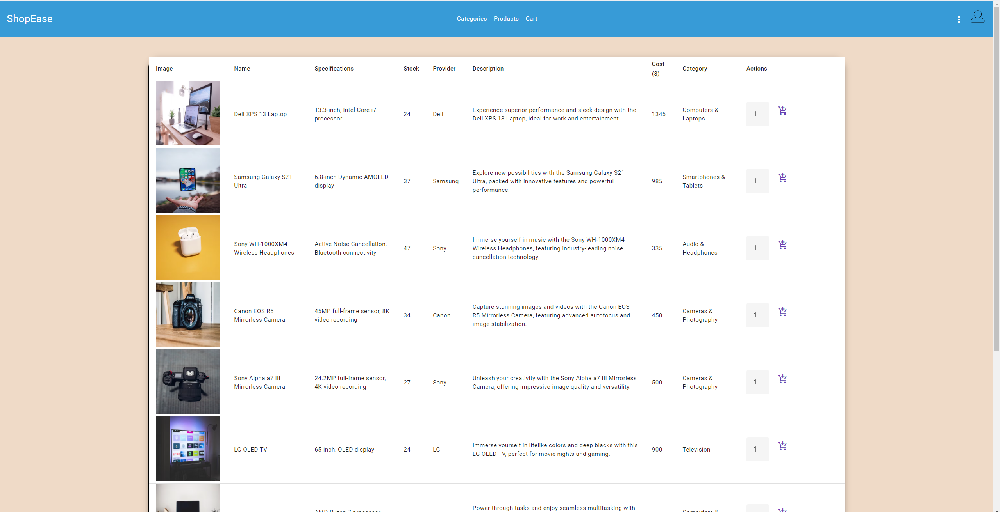 ShopEase
Categories Products Cart
Image Name Specifications Stock Provider Description Cost ($) Category Actions
Dell XPS 13 Laptop
13.3-inch, Intel Core i7
processor
24
Dell
Experience superior performance and sleek design with the
Dell XPS 13 Laptop, ideal for work and entertainment.
1345
Computers &
Laptops
1
Samsung Galaxy S21
Ultra
6.8-inch Dynamic AMOLED
display
37
Samsung
Explore new possibilities with the Samsung Galaxy S21
Ultra, packed with innovative features and powerful
performance.
985
Smartphones &
Tablets
1
Sony WH-1000XM4
Wireless Headphones
Active Noise Cancellation,
Bluetooth connectivity
47
Sony
Immerse yourself in music with the Sony WH-1000XM4
Wireless Headphones, featuring industry-leading noise
cancellation technology.
335
Audio &
Headphones
1
Canon
Canon EOS R5
Mirrorless Camera
45MP full-frame sensor, 8K
video recording
34
Canon
Capture stunning images and videos with the Canon EOS
R5 Mirrorless Camera, featuring advanced autofocus and
image stabilization.
450
Cameras &
Photography
1
Sony Alpha a7 III
Mirrorless Camera
24.2MP full-frame sensor,
4K video recording
27
Sony
Unleash your creativity with the Sony Alpha a7 III Mirrorless
Camera, offering impressive image quality and versatility.
500
Cameras &
Photography
1
NETFLIX
LG OLED TV
65-inch, OLED display
24
LG
Immerse yourself in lifelike colors and deep blacks with this
LG OLED TV, perfect for movie nights and gaming.
900
Television
1
AMD Ryzen 7 processor
Power through tasks and enjoy seamless multitasking with
Computers &